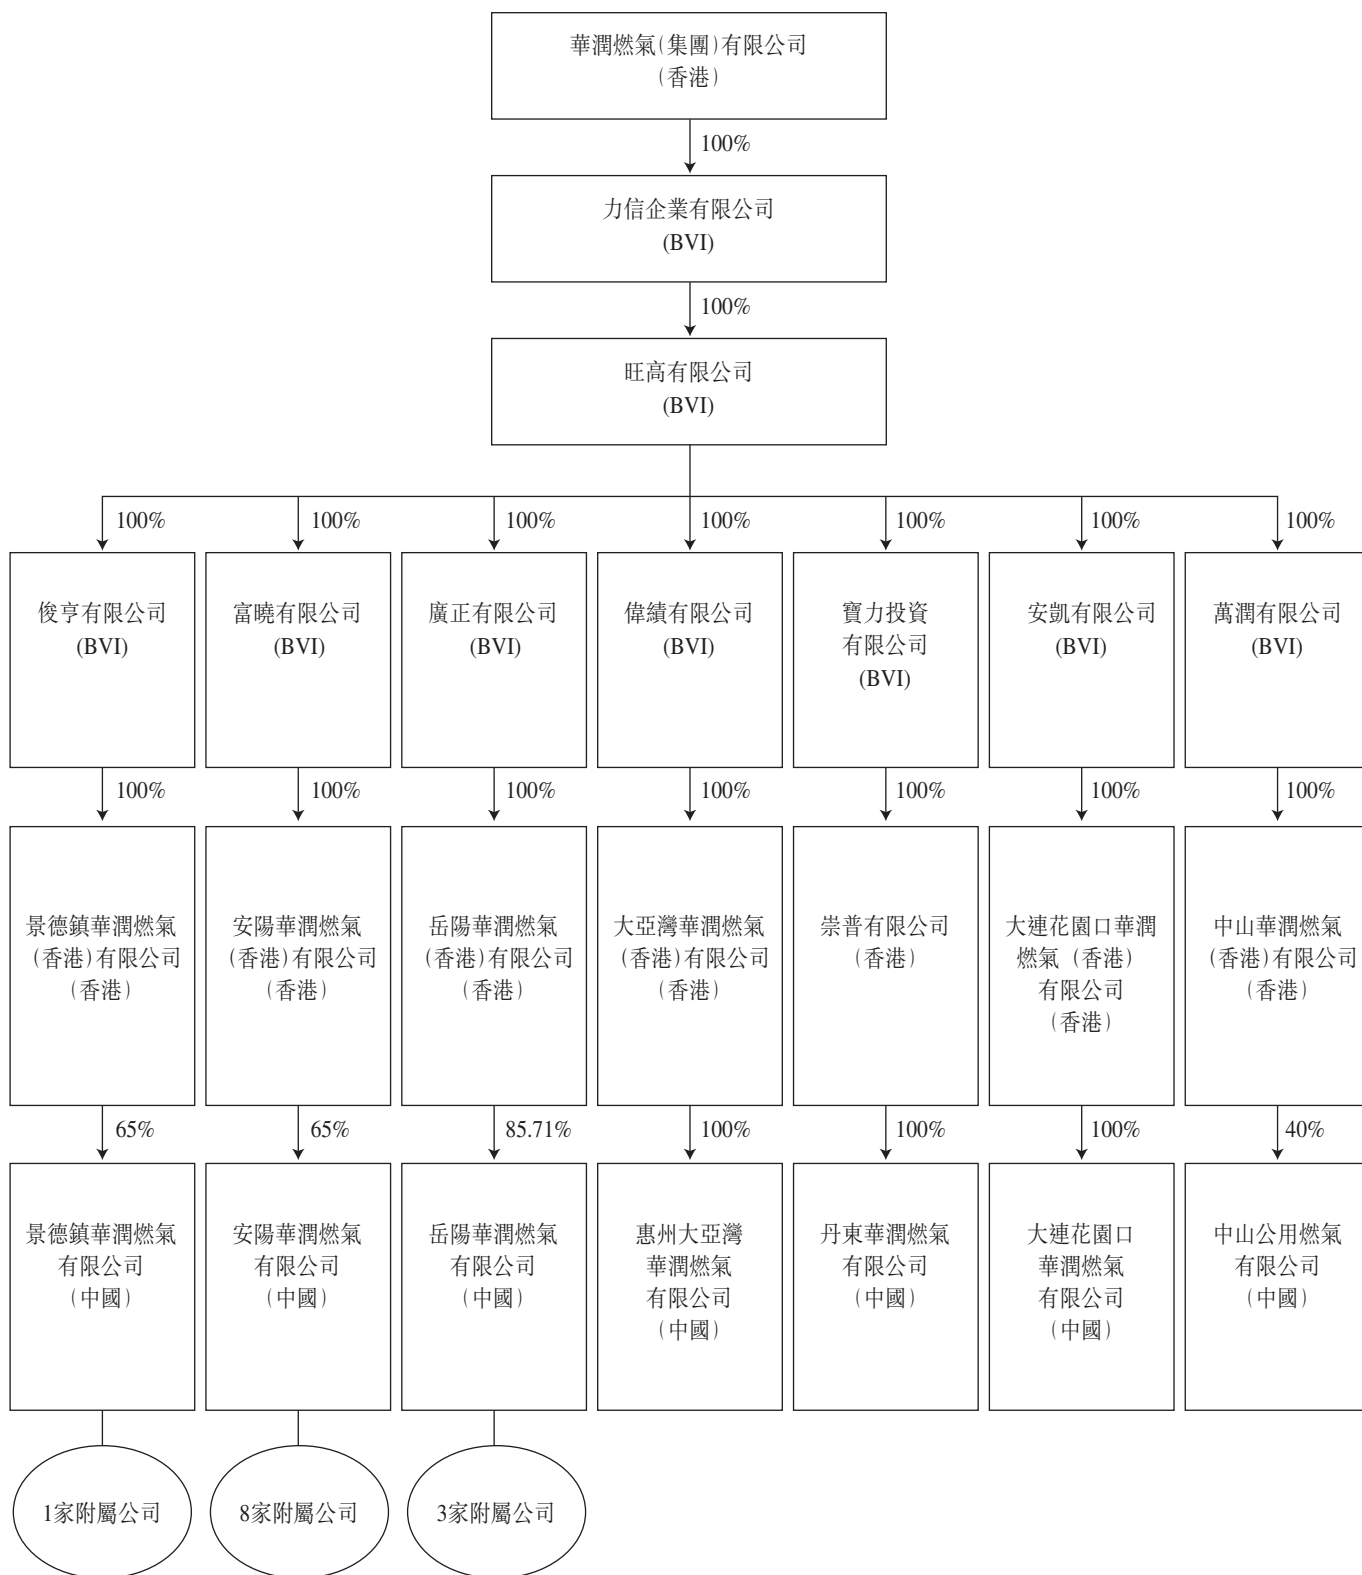 華潤燃氣(集團)有限公司
(香港)
100%
力信企業有限公司
(BVI)
100%
旺高有限公司
(BVI)
100%
100%
100%
100%
100%
100%
100%
俊亨有限公司
(BVI)
富曉有限公司
(BVI)
廣正有限公司
(BVI)
偉績有限公司
(BVI)
寶力投資
有限公司
(BVI)
安凱有限公司
(BVI)
萬潤有限公司
(BVI)
100%
100%
100%
100%
100%
100%
100%
景德鎮華潤燃氣
(香港)有限公司
(香港)
安陽華潤燃氣
(香港)有限公司
(香港)
岳陽華潤燃氣
(香港)有限公司
(香港)
大亞灣華潤燃氣
(香港)有限公司
(香港)
崇普有限公司
(香港)
大連花園口華潤
燃氣(香港)
有限公司
(香港)
中山華潤燃氣
(香港)有限公司
(香港)
65%
65%
85.71%
100%
100%
100%
40%
景德鎮華潤燃氣
有限公司
(中國)
安陽華潤燃氣
有限公司
(中國)
岳陽華潤燃氣
有限公司
(中國)
惠州大亞灣
華潤燃氣
有限公司
(中國)
丹東華潤燃氣
有限公司
(中國)
大連花園口
華潤燃氣
有限公司
(中國)
中山公用燃氣
有限公司
(中國)
1家附屬公司
8家附屬公司
3家附屬公司